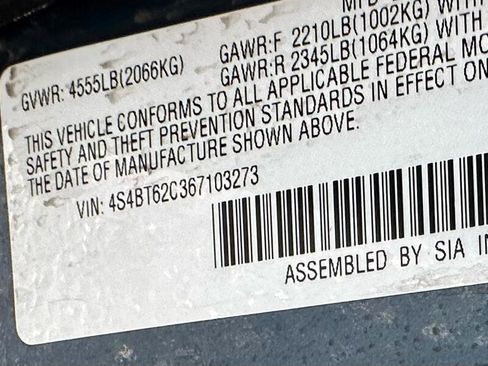 MFD
GVWR: 4555LB(2066KG) GAWR:F 2210LB(1002KG) WITH
GAWR:R 2345LB(1064KG) WITH
THIS VEHICLE CONFORMS TO ALL APPLICABLE FEDERAL MO
SAFETY AND THEFT PREVENTION STANDARDS IN EFFECT ON
THE DATE OF MANUFACTURE SHOWN ABOVE.
VIN: 4S4BT62C367103273
ASSEMBLED BY SIA IN